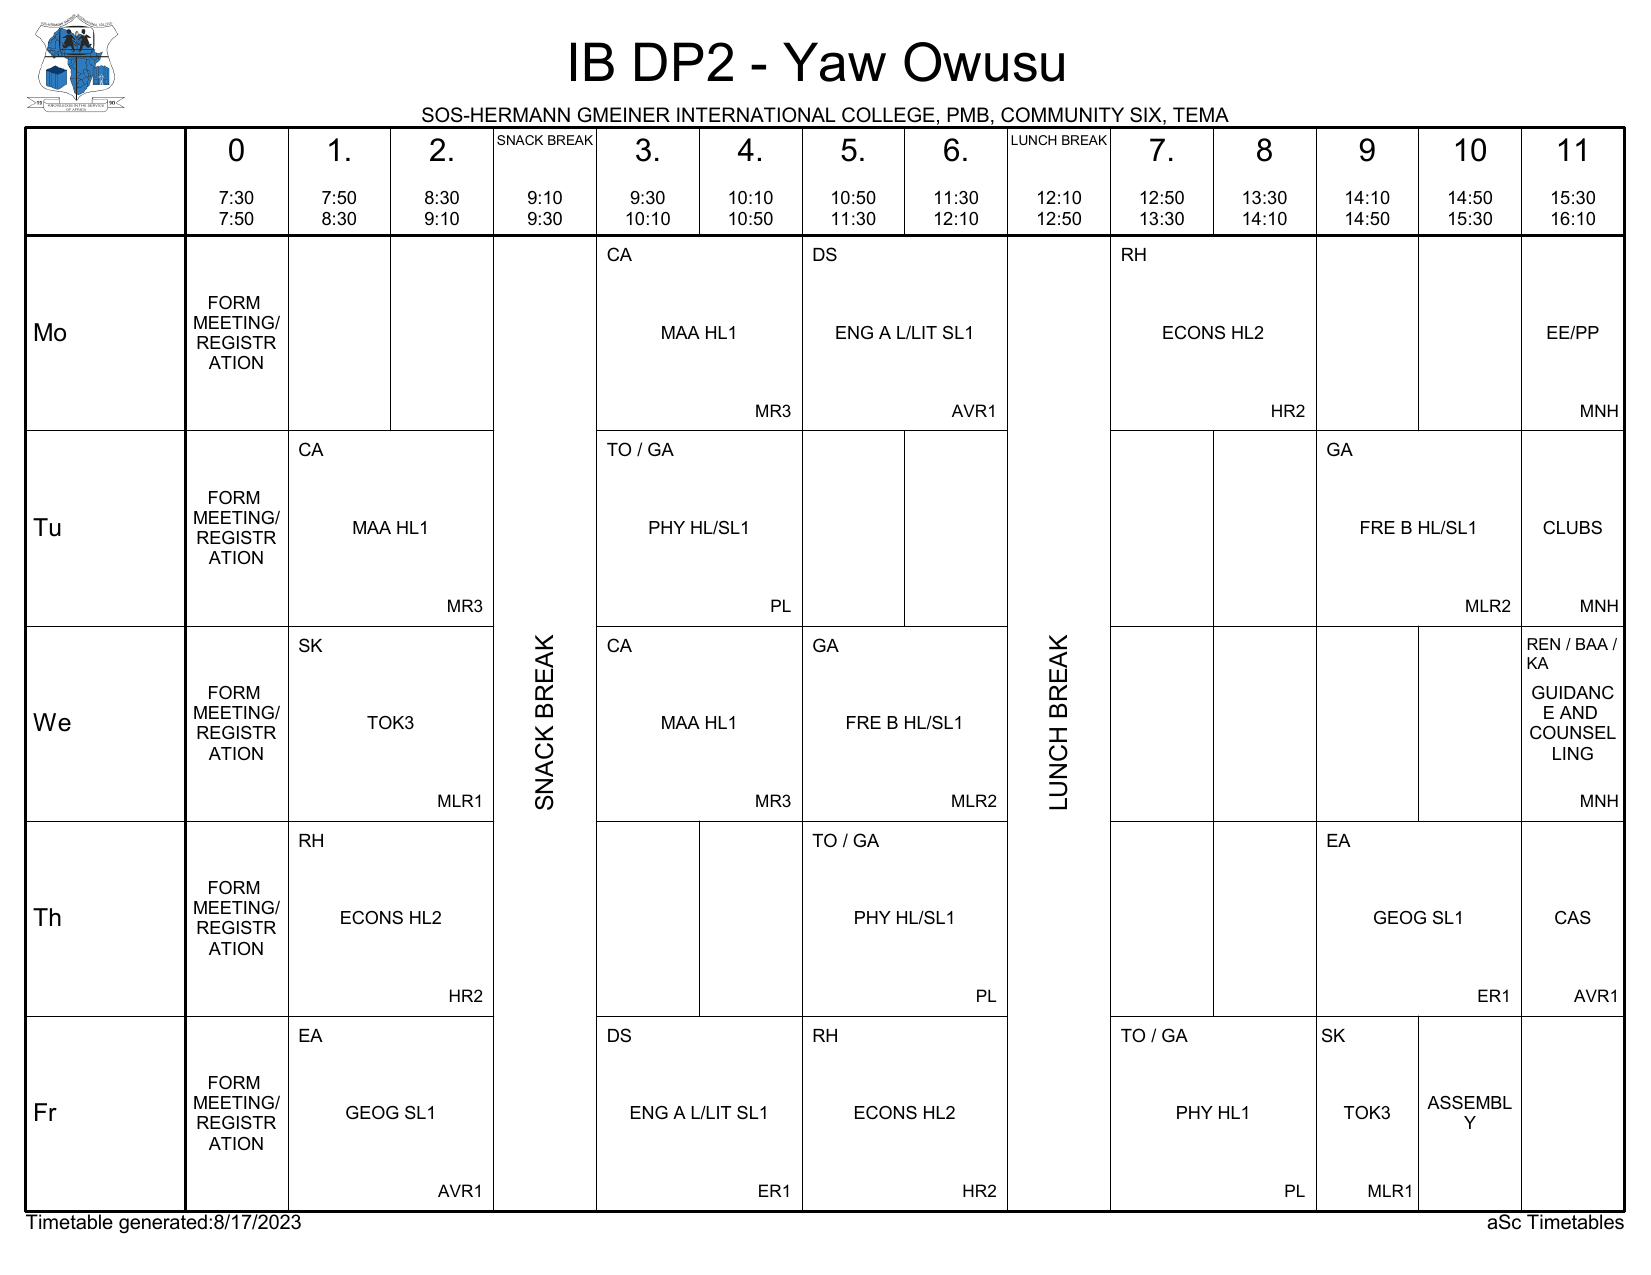 IB DP2 - Yaw Owusu
SOS-HERMANN GMEINER INTERNATIONAL COLLEGE, PMB, COMMUNITY SIX, TEMA
0 1. 2. SNACK BREAK 3. 4. 5. 6. LUNCH BREAK 7. 8 9 10 11
7:30 7:50 8:30 9:10 9:30 10:10 10:50 11:30 12:10 12:50 13:30 14:10 14:50 15:30
7:50 8:30 9:10 9:30 10:10 10:50 11:30 12:10 12:50 13:30 14:10 14:50 15:30 16:10
Mo
FORM
MEETING/
REGISTR
ATION
CA
MAA HL1
MR3
DS
ENG A L/LIT SL1
AVR1
RH
ECONS HL2
HR2
EE/PP
MNH
Tu
FORM
MEETING/
REGISTR
ATION
CA
MAA HL1
MR3
TO / GA
PHY HL/SL1
PL
GA
FRE B HL/SL1
MLR2
CLUBS
MNH
We
FORM
MEETING/
REGISTR
ATION
SK
TOK3
MLR1
SNACK BREAK
CA
MAA HL1
MR3
GA
FRE B HL/SL1
MLR2
LUNCH BREAK
REN / BAA /
KA
GUIDANC
E AND
COUNSEL
LING
MNH
Th
FORM
MEETING/
REGISTR
ATION
RH
ECONS HL2
HR2
TO / GA
PHY HL/SL1
PL
EA
GEOG SL1
ER1
CAS
AVR1
Fr
FORM
MEETING/
REGISTR
ATION
EA
GEOG SL1
AVR1
DS
ENG A L/LIT SL1
ER1
RH
ECONS HL2
HR2
TO / GA
PHY HL1
PL
SK
TOK3
MLR1
ASSEMBL
Y
Timetable generated:8/17/2023
aSc Timetables